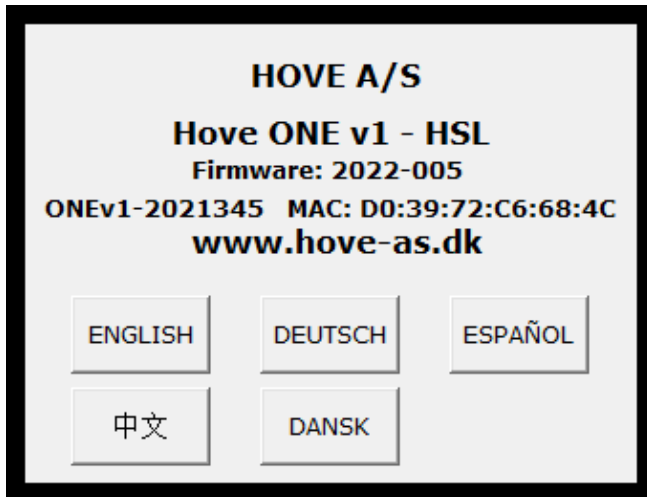 HOVE A/S
Hove ONE v1 - HSL
Firmware: 2022-005
ONEv1-2021345 MAC: D0:39:72:C6:68:4C
www.hove-as.dk
ENGLISH DEUTSCH ESPAÑOL
中文 DANSK